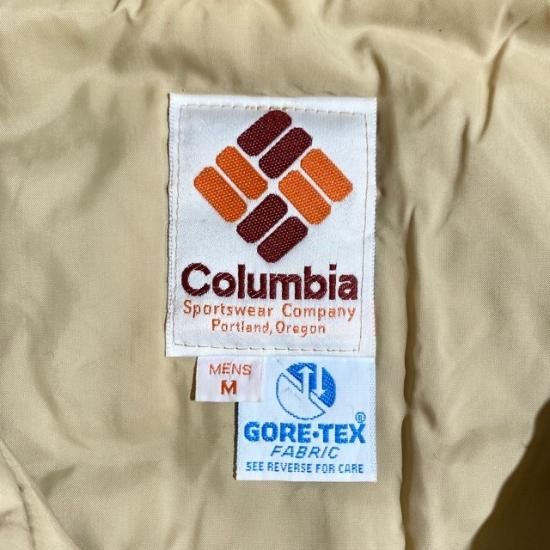 Columbia
Sportswear Company
Portland, Oregon
MENS
M
GORE-TEX®
FABRIC
SEE REVERSE FOR CARE